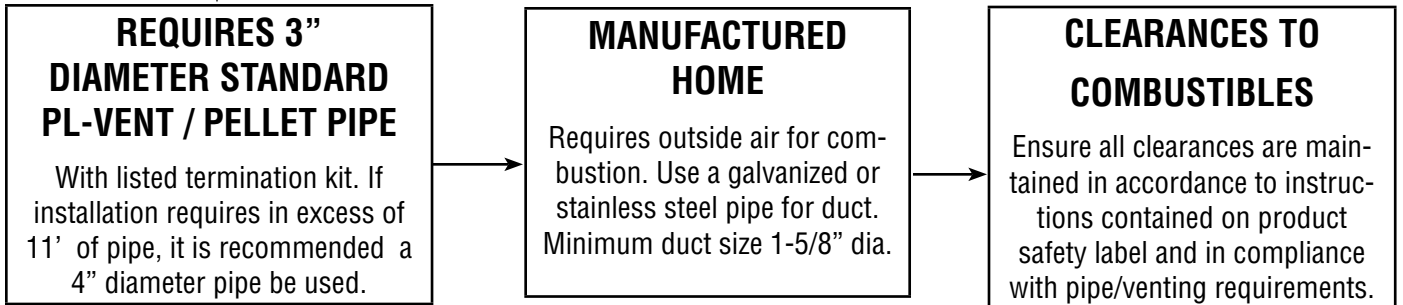 REQUIRES 3”
DIAMETER STANDARD
PL-VENT / PELLET PIPE
With listed termination kit. If
installation requires in excess of
11’ of pipe, it is recommended a
4” diameter pipe be used.
MANUFACTURED
HOME
Requires outside air for com-
bustion. Use a galvanized or
stainless steel pipe for duct.
Minimum duct size 1-5/8” dia.
CLEARANCES TO
COMBUSTIBLES
Ensure all clearances are main-
tained in accordance to instruc-
tions contained on product
safety label and in compliance
with pipe/venting requirements.